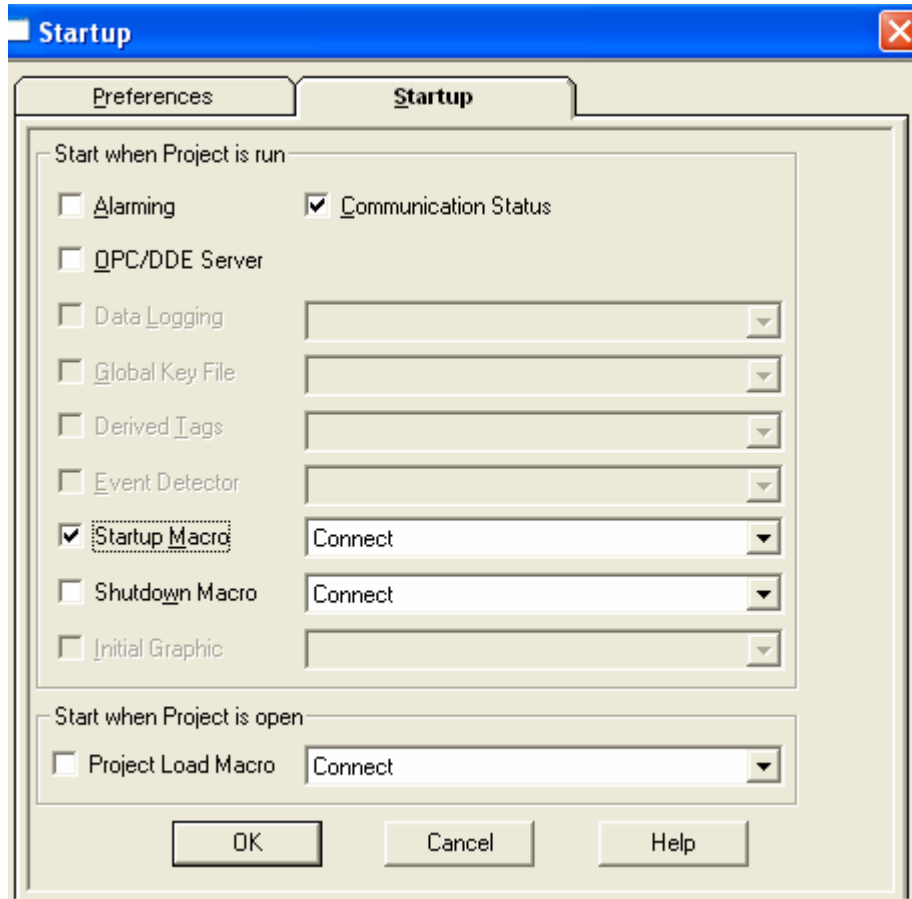 Startup
Preferences Startup
Start when Project is run
Alarming Communication Status
OPC/DDE Server
Data Logging
Global Key File
Derived Tags
Event Detector
Startup Macro Connect
Shutdown Macro Connect
Initial Graphic
Start when Project is open
Project Load Macro Connect
OK Cancel Help